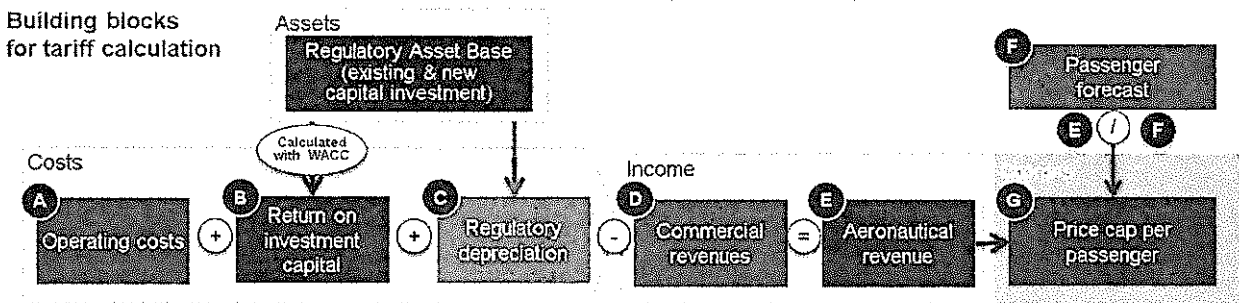 Building blocks
for tariff calculation
Assets
Regulatory Asset Base
(existing & new
capital investment)
F
Passenger
forecast
E / F
Calculated
with WACC
Costs
Income
A
Operating costs
+
B
Return on
investment
capital
+
C
Regulatory
depreciation
-
D
Commercial
revenues
=
E
Aeronautical
revenue
G
Price cap per
passenger